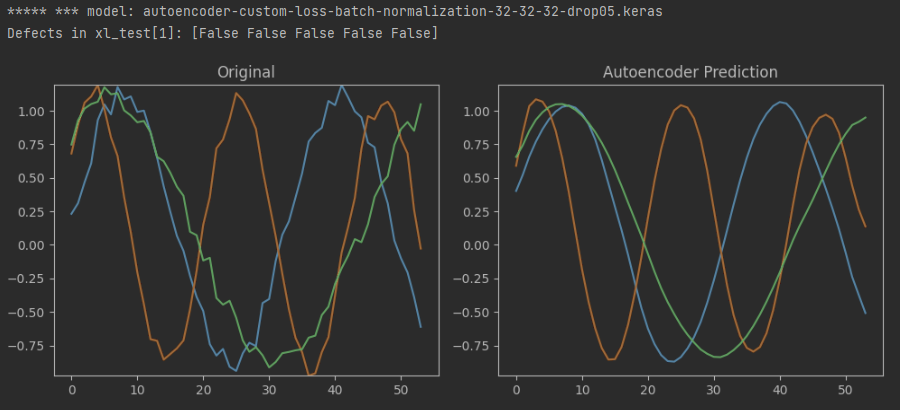 ***** *** model: autoencoder-custom-loss-batch-normalization-32-32-32-drop05.keras
Defects in xl_test[1]: [False False False False False]
Original
Autoencoder Prediction
1.00
0.75
0.50
0.25
0.00
−0.25
−0.50
−0.75
0 10 20 30 40 50
1.00
0.75
0.50
0.25
0.00
−0.25
−0.50
−0.75
0 10 20 30 40 50